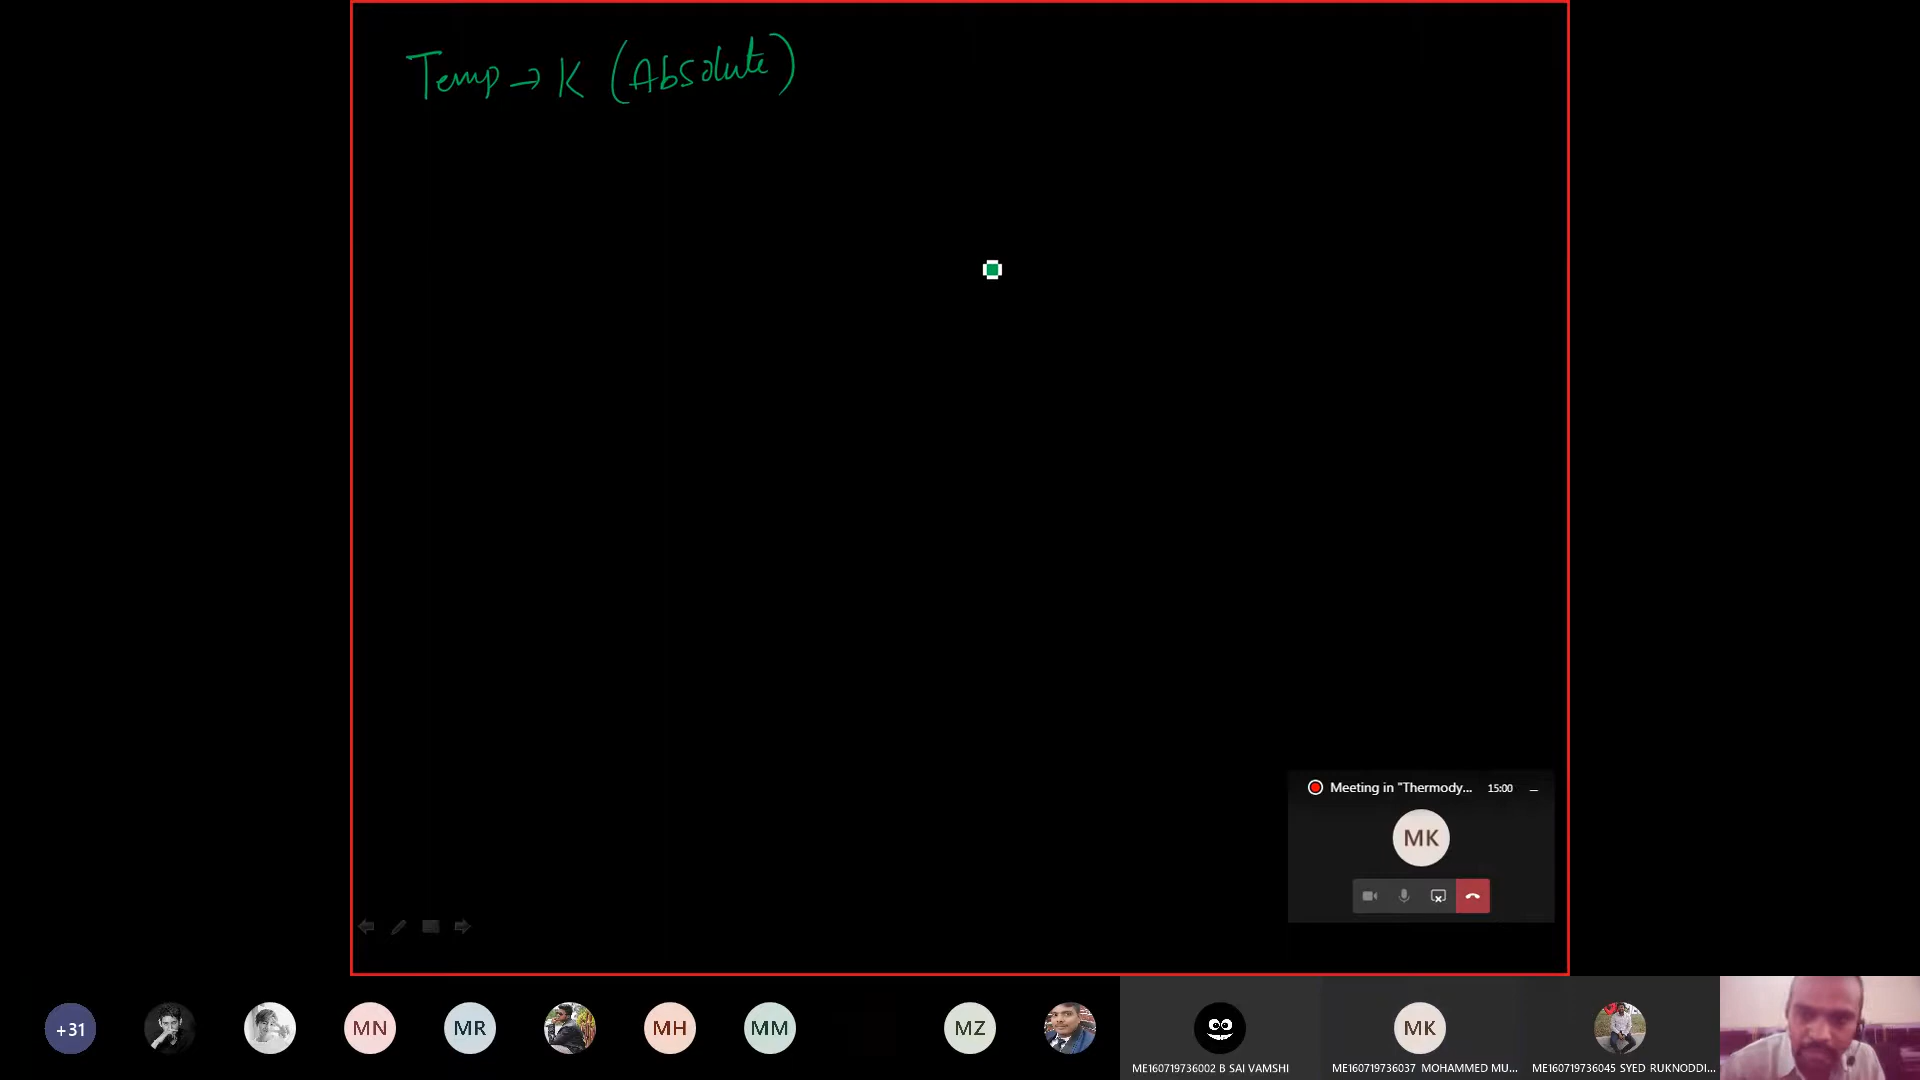 Temp → K (Absolute)
Meeting in "Thermody... 15:00
MK
+31
MN
MR
MH
MM
MZ
MK
ME160719736002 B SAI VAMSHI
ME160719736037 MOHAMMED MU...
ME160719736045 SYED RUKNODDI...